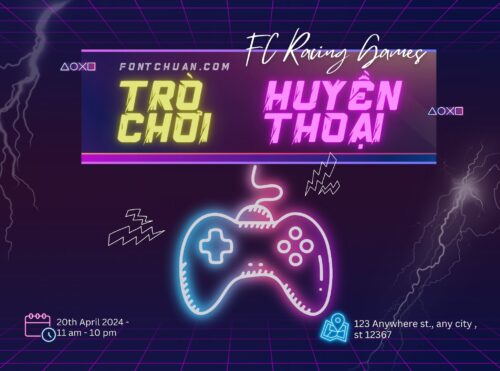 FC Racing Games
FONTCHUAN.COM
TRÒ HUYỀN
CHƠI THOẠI
20th April 2024 -
11 am - 10 pm
123 Anywhere st., any city ,
st 12367